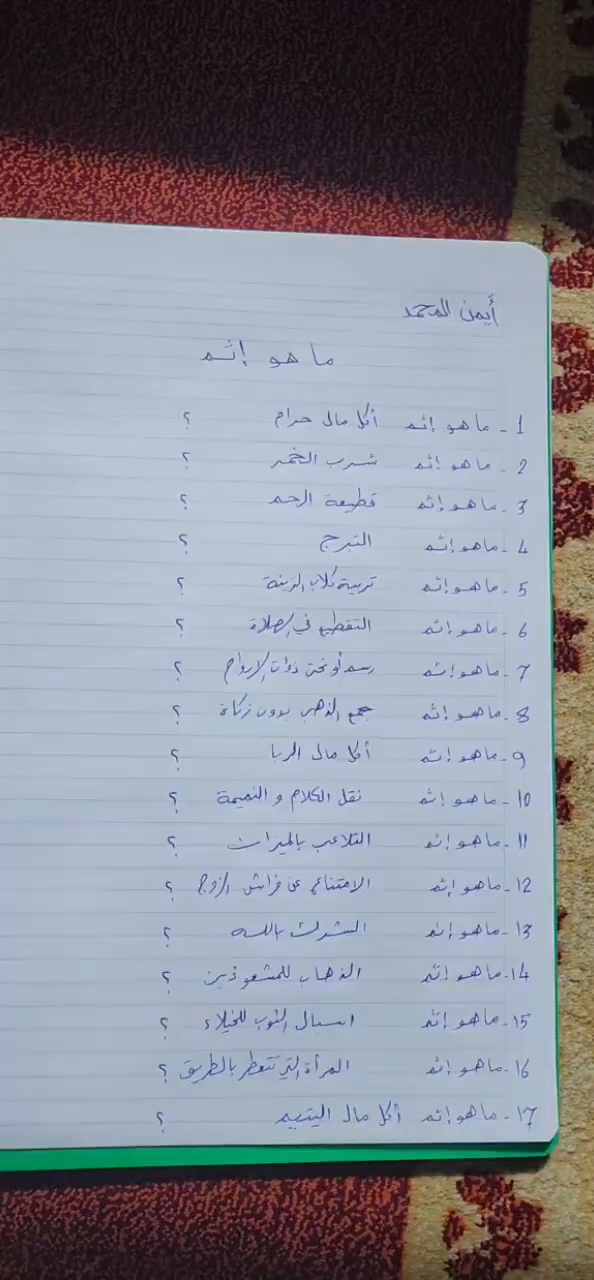 أيمن المحمد
ما هو إثم
1- ما هو إثم أكل مال حرام ؟
2- ما هو إثم شرب الخمر ؟
3- ما هو إثم قطيعة الرحم ؟
4- ما هو إثم التبرج ؟
5- ما هو إثم تربية كلاب الزينة ؟
6- ما هو إثم التقطيع في الصلاة ؟
7- ما هو إثم رسم أو نحت ذوات الارواح ؟
8- ما هو إثم جمع الذهب بدون زكاة ؟
9- ما هو إثم أكل مال الربا ؟
10- ما هو إثم نقل الكلام و النميمة ؟
11- ما هو إثم التلاعب بالميزان ؟
12- ما هو إثم الامتناع عن فراش الزوج ؟
13- ما هو إثم الشرك بالله ؟
14- ما هو إثم الذهاب للمشعوذين ؟
15- ما هو إثم اسبال الثوب للخيلاء ؟
16- ما هو إثم المرأة التي تتعطر بالطريق ؟
17- ما هو إثم أكل مال اليتيم ؟